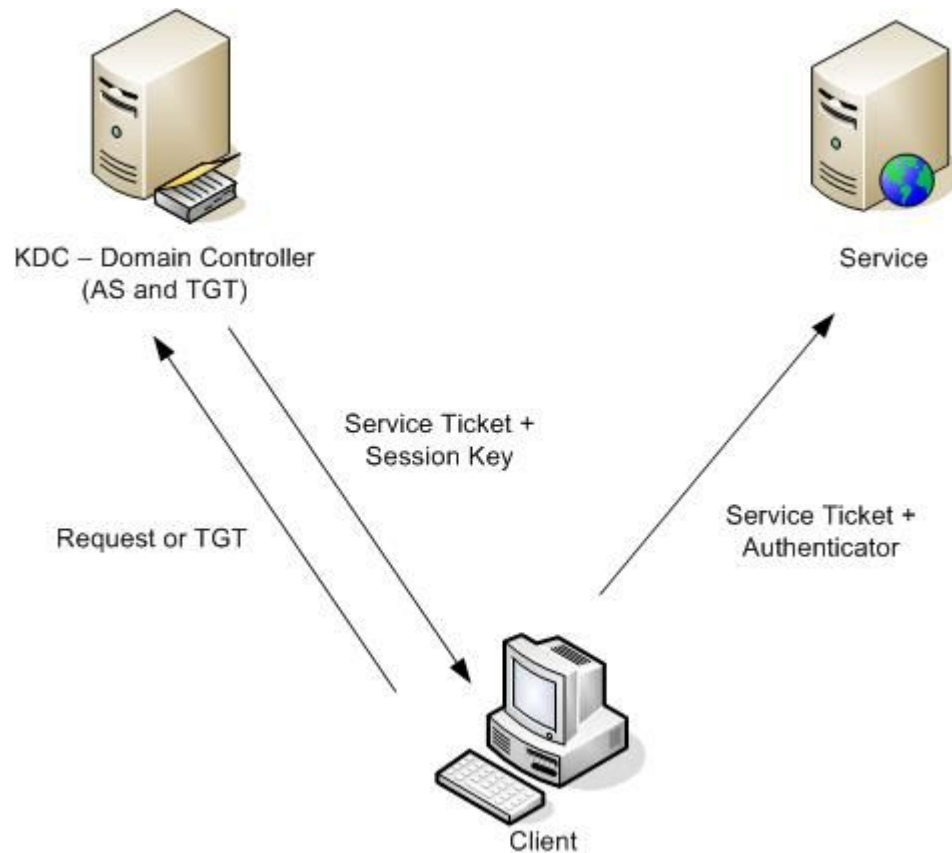 KDC – Domain Controller
(AS and TGT)
Service
Service Ticket +
Session Key
Request or TGT
Service Ticket +
Authenticator
Client